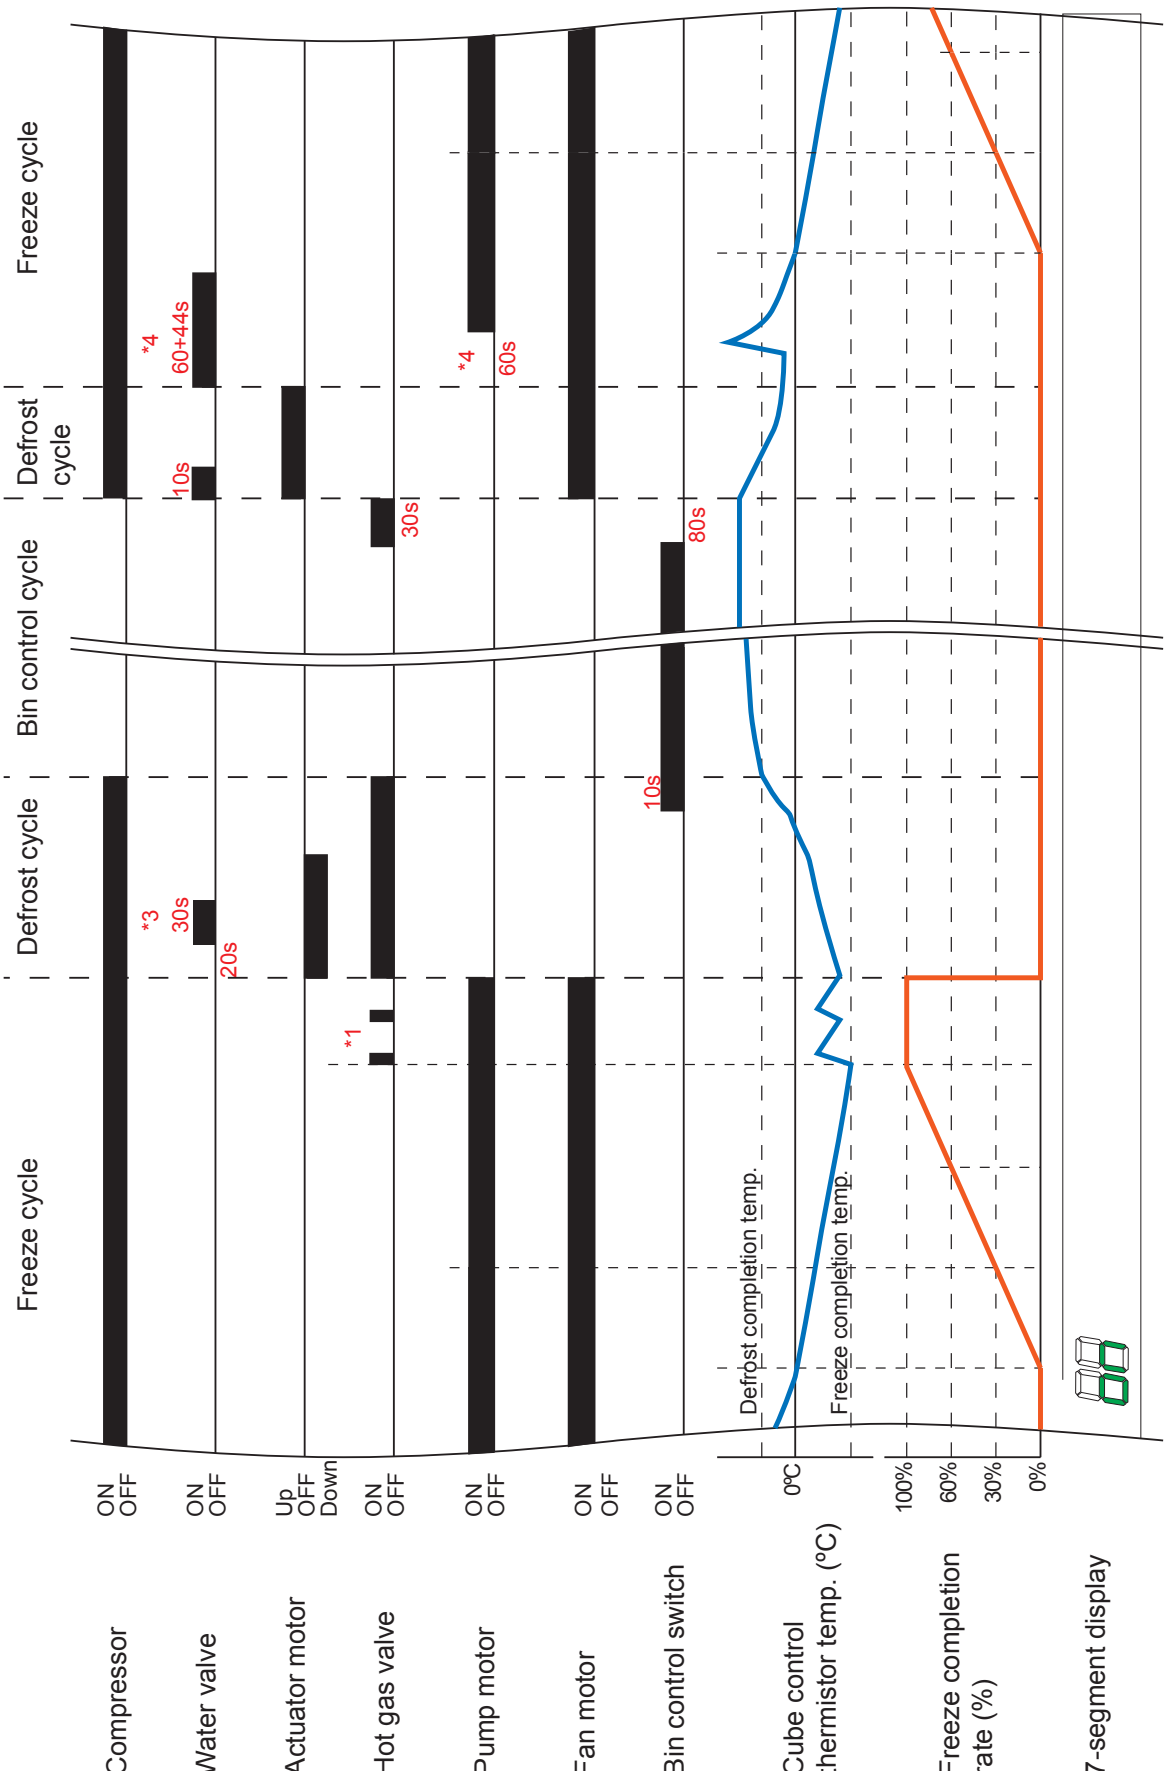 Freeze cycle
Defrost cycle
Bin control cycle
Defrost
cycle
Freeze cycle
Compressor
ON
OFF
Water valve
ON
OFF
20s
30s
*3
10s
60+44s
*4
Actuator motor
Up
OFF
Down
Hot gas valve
ON
OFF
*1
30s
Pump motor
ON
OFF
*4
60s
Fan motor
ON
OFF
Bin control switch
ON
OFF
10s
80s
Cube control
thermistor temp. (ºC)
0ºC
Defrost completion temp.
Freeze completion temp.
Freeze completion
rate (%)
100%
60%
30%
0%
7-segment display